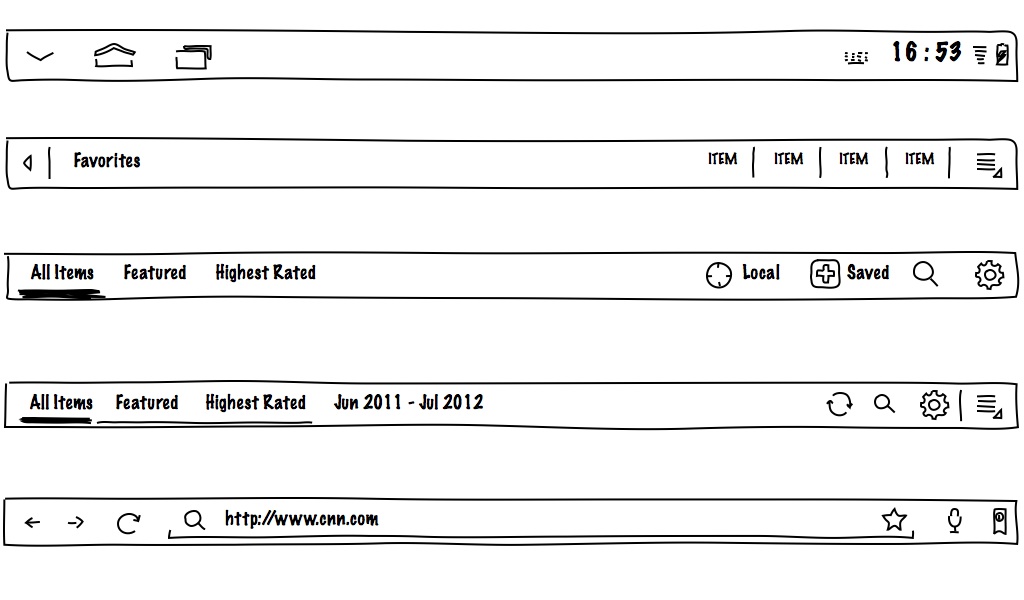 16:53
Favorites ITEM ITEM ITEM ITEM
All Items Featured Highest Rated Local Saved
All Items Featured Highest Rated Jun 2011 - Jul 2012
http://www.cnn.com